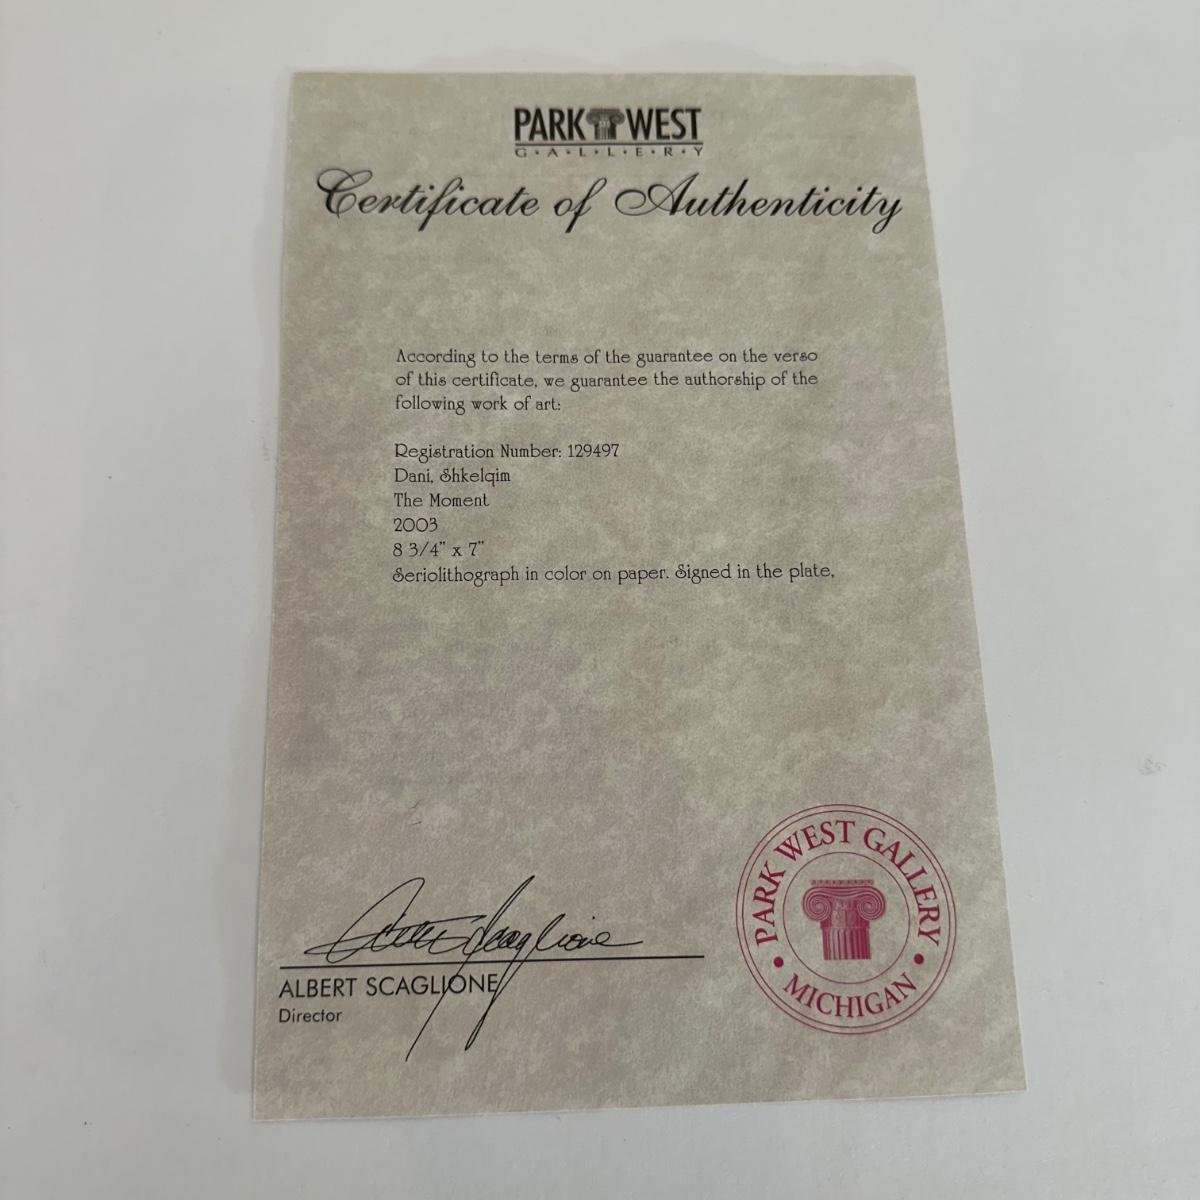 PARK WEST
G·A·L·L·E·R·Y
Certificate of Authenticity
According to the terms of the guarantee on the verso
of this certificate, we guarantee the authorship of the
following work of art:
Registration Number: 129497
Dani, Shkelqim
The Moment
2003
8 3/4" x 7"
Seriolithograph in color on paper. Signed in the plate,
Albert Scaglione
ALBERT SCAGLIONE
Director
PARK WEST GALLERY
• MICHIGAN •